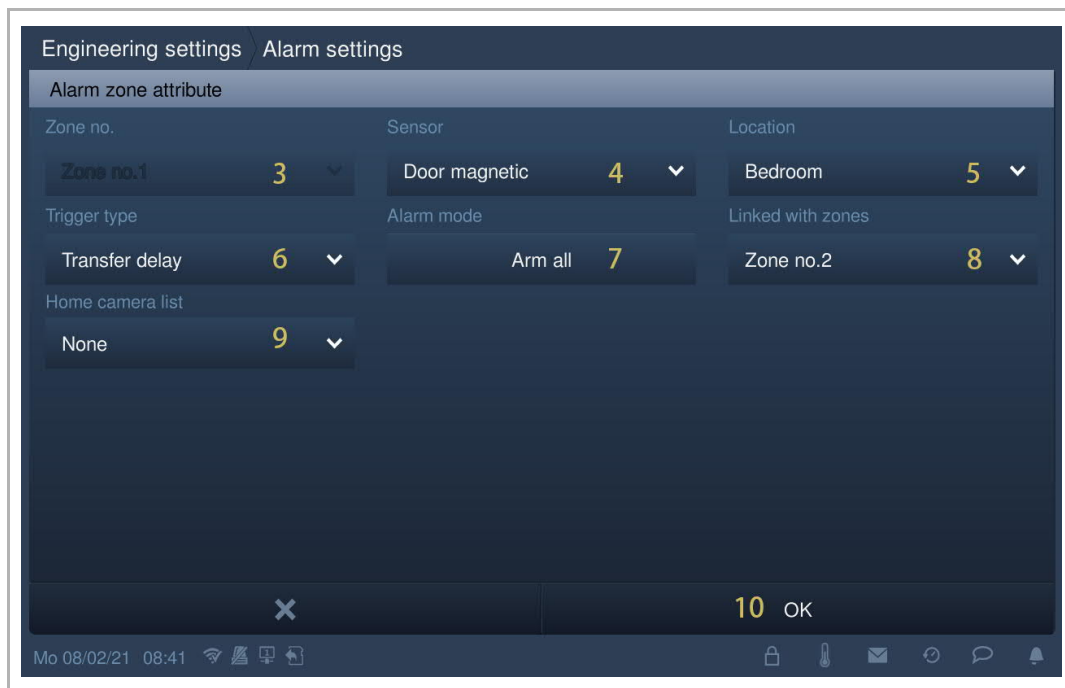 Engineering settings Alarm settings
Alarm zone attribute
Zone no. Sensor Location
Zone no.1 3 Door magnetic 4 Bedroom 5
Trigger type Alarm mode Linked with zones
Transfer delay 6 Arm all 7 Zone no.2 8
Home camera list
None 9
10 OK
Mo 08/02/21 08:41